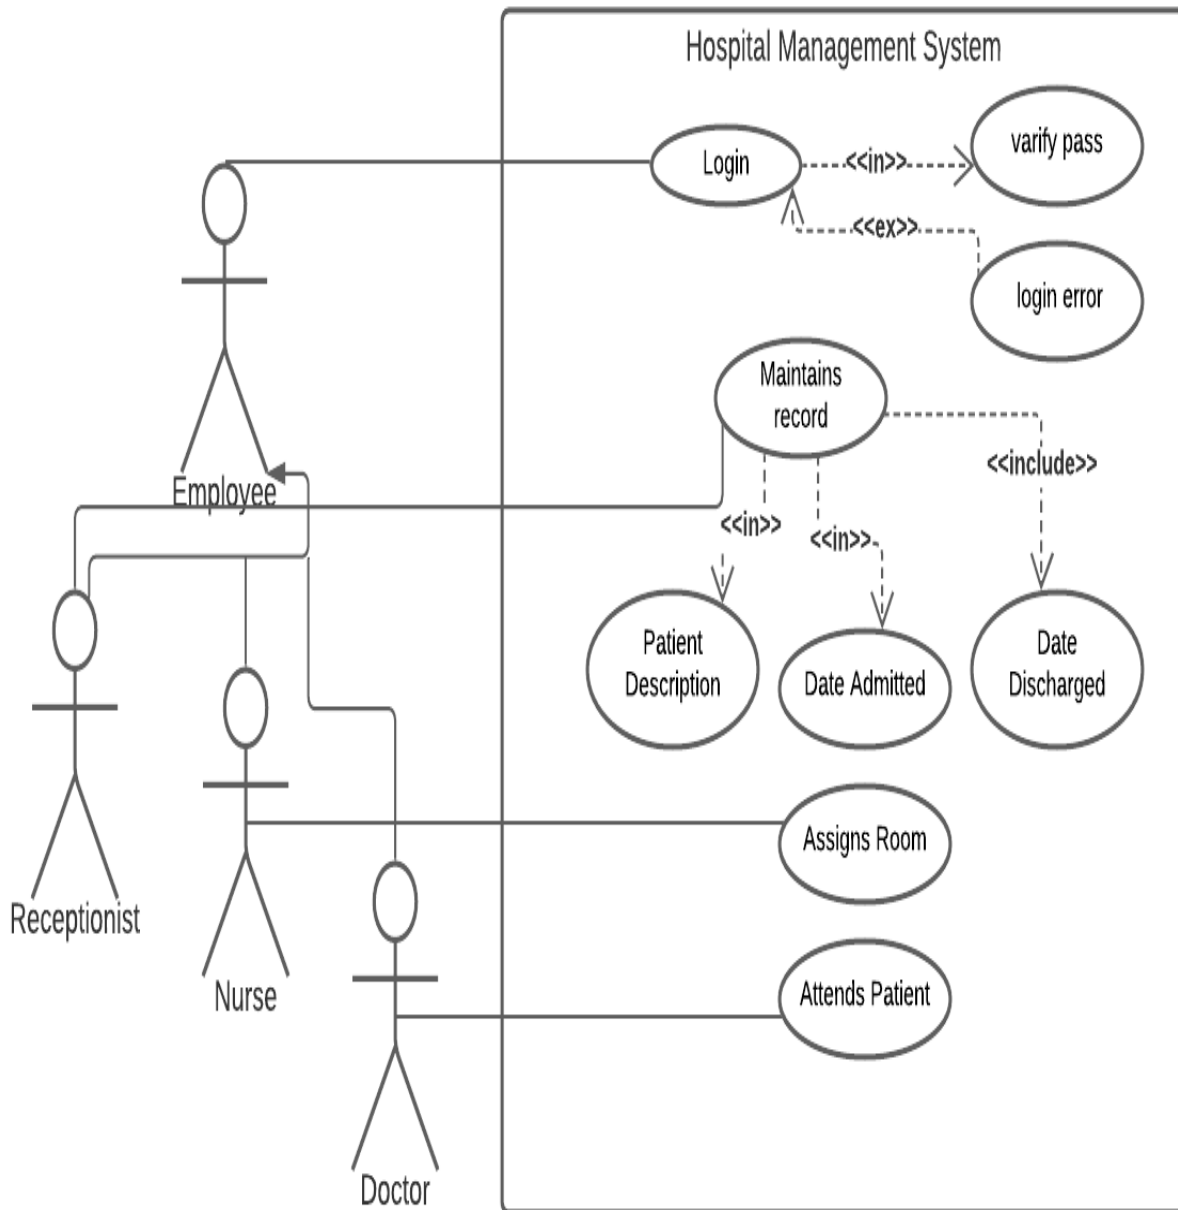 Hospital Management System
Login
<<in>>
varify pass
<<ex>>
login error
Maintains
record
<<include>>
Employee
<<in>>
<<in>>
Patient
Description
Date Admitted
Date
Discharged
Assigns Room
Receptionist
Nurse
Attends Patient
Doctor